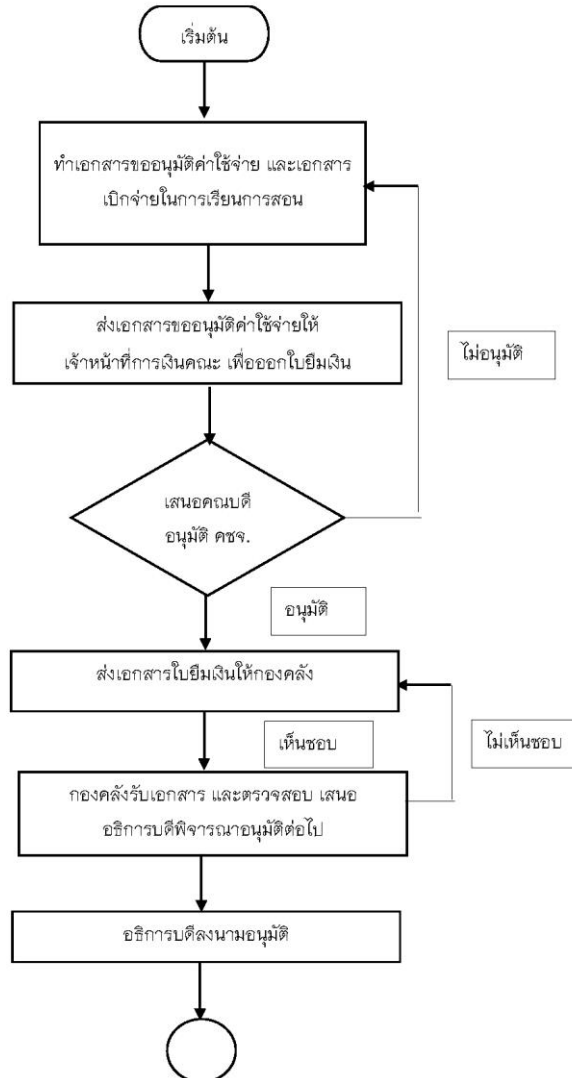 เริ่มต้น
ทำเอกสารขออนุมัติค่าใช้จ่าย และเอกสาร
เบิกจ่ายในการเรียนการสอน
ส่งเอกสารขออนุมัติค่าใช้จ่ายให้
เจ้าหน้าที่การเงินคณะ เพื่อออกใบยืมเงิน
ไม่อนุมัติ
เสนอคณบดี
อนุมัติ คชจ.
อนุมัติ
ส่งเอกสารใบยืมเงินให้กองคลัง
เห็นชอบ
ไม่เห็นชอบ
กองคลังรับเอกสาร และตรวจสอบ เสนอ
อธิการบดีพิจารณาอนุมัติต่อไป
อธิการบดีลงนามอนุมัติ